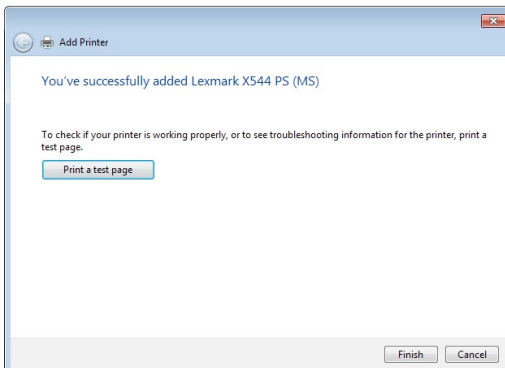 Add Printer
You've successfully added Lexmark X544 PS (MS)
To check if your printer is working properly, or to see troubleshooting information for the printer, print a
test page.
Print a test page
Finish Cancel